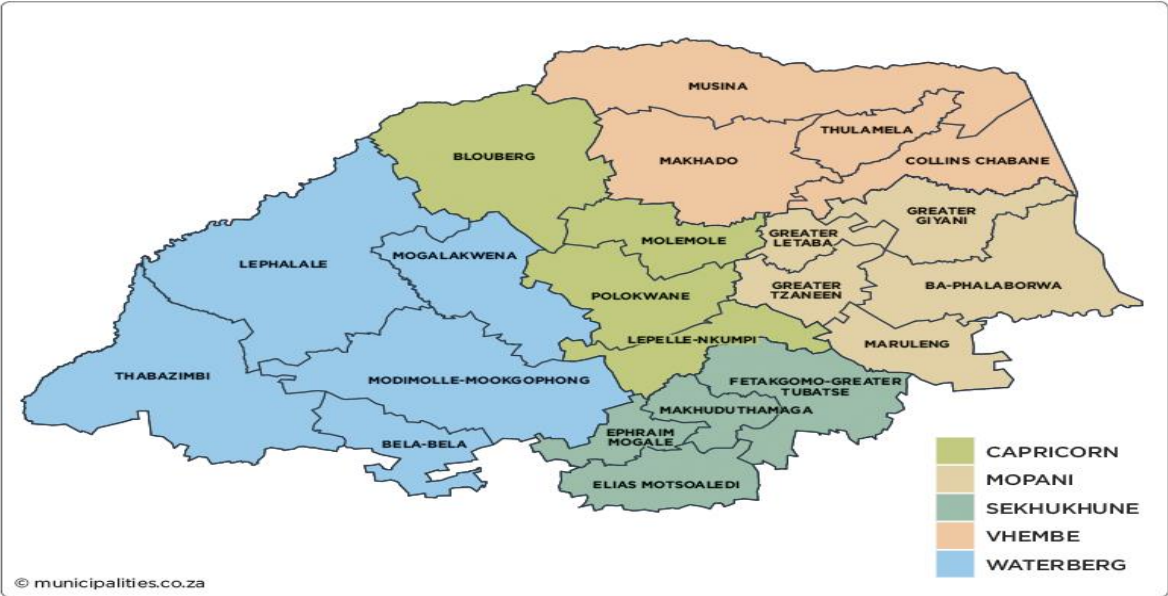 MUSINA
THULAMELA
BLOUBERG
MAKHADO
COLLINS CHABANE
GREATER
GIYANI
GREATER
LETABA
MOLEMOLE
MOGALAKWENA
LEPHALALE
GREATER
TZANEEN
BA-PHALABORWA
POLOKWANE
LEPELLE-NKUMPI
MARULENG
THABAZIMBI
MODIMOLLE-MOOKGOPHONG
FETAKGOMO-GREATER
TUBATSE
MAKHUDUTHAMAGA
EPHRAIM
MOGALE
BELA-BELA
ELIAS MOTSOALEDI
CAPRICORN
MOPANI
SEKHUKHUNE
VHEMBE
WATERBERG
© municipalities.co.za